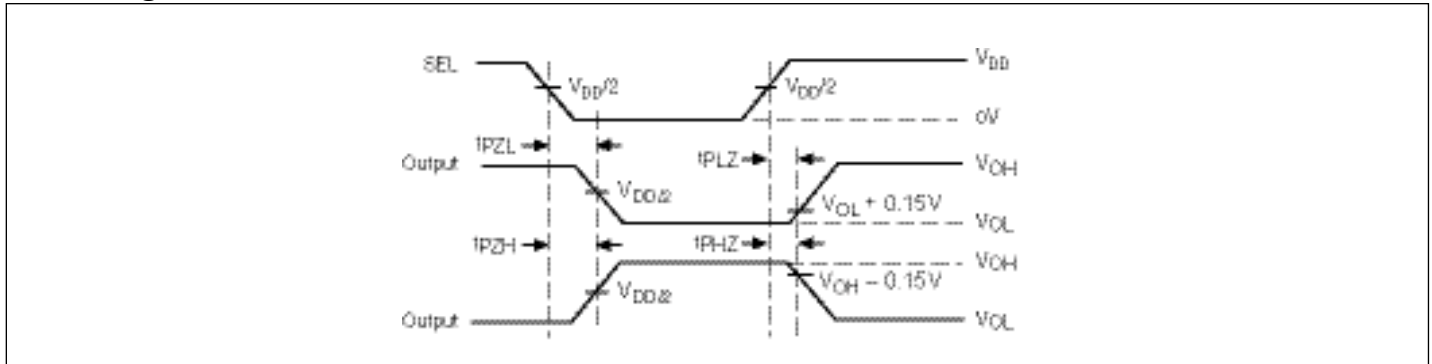 SEL
VDD/2
VDD/2
VDD
0V
tPZL
tPLZ
Output
VOH
VDD/2
VOL + 0.15V
VOL
tPZH
tPHZ
VOH
VDD/2
VOH – 0.15V
Output
VOL